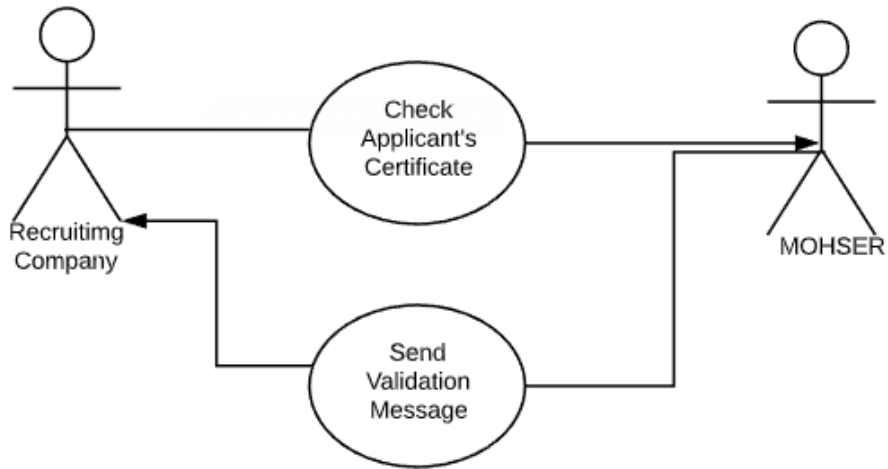 Check
Applicant's
Certificate
Recruitimg
Company
MOHSER
Send
Validation
Message